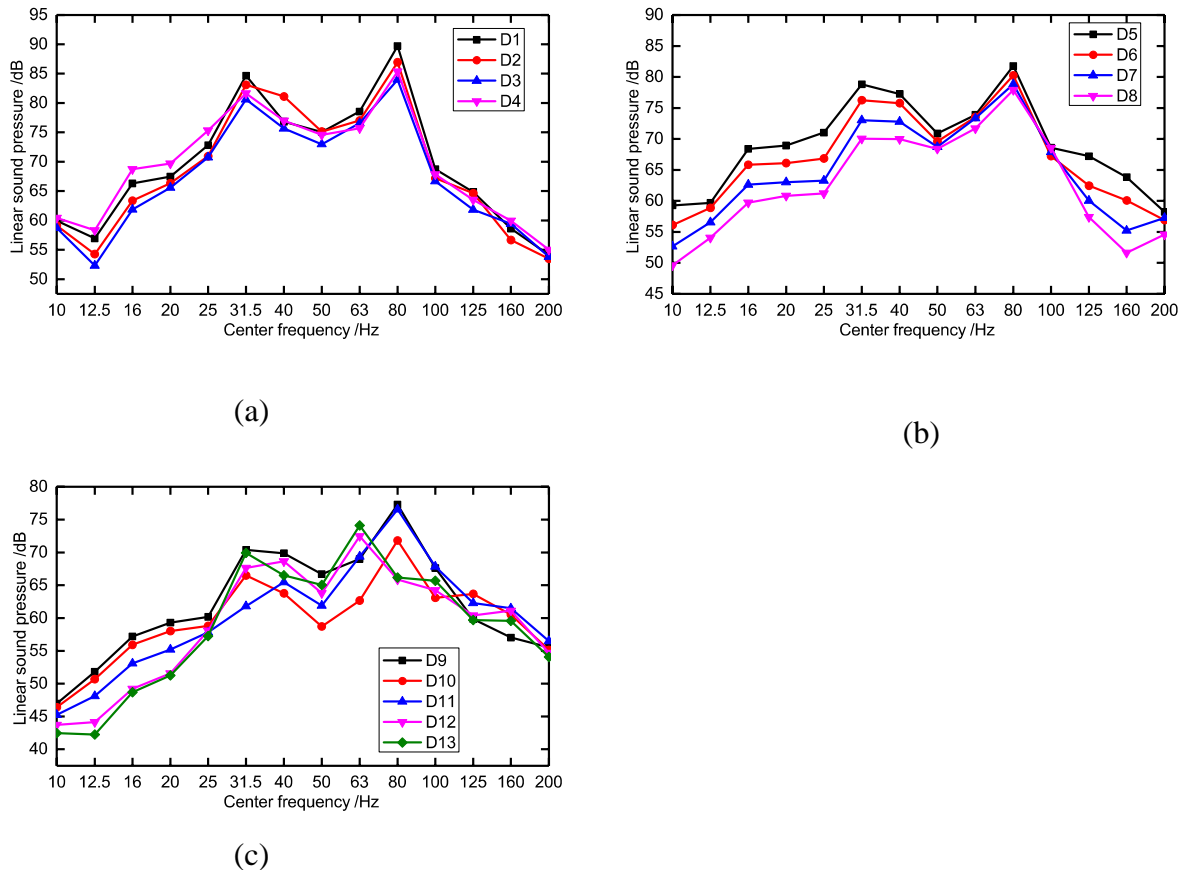 95
90
85
80
75
70
65
60
55
50
Linear sound pressure /dB
D1
D2
D3
D4
10 12.5 16 20 25 31.5 40 50 63 80 100 125 160 200
Center frequency /Hz
(a)
90
85
80
75
70
65
60
55
50
45
Linear sound pressure /dB
D5
D6
D7
D8
10 12.5 16 20 25 31.5 40 50 63 80 100 125 160 200
Center frequency /Hz
(b)
80
75
70
65
60
55
50
45
40
Linear sound pressure /dB
D9
D10
D11
D12
D13
10 12.5 16 20 25 31.5 40 50 63 80 100 125 160 200
Center frequency /Hz
(c)